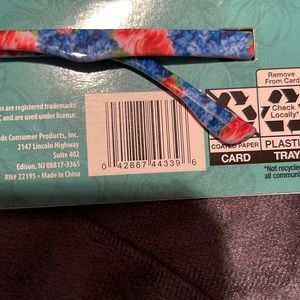 ks are registered trademarks
C and are used under license.
ds Consumer Products, Inc.
2147 Lincoln Highway
Suite 402
Edison, NJ 08817-3365
RN# 22195 • Made in China
0 42887 44339 6
COATED PAPER
CARD
Remove
From Card
Check
Locally*
PLASTIC
TRAY
*Not recycled
all communi